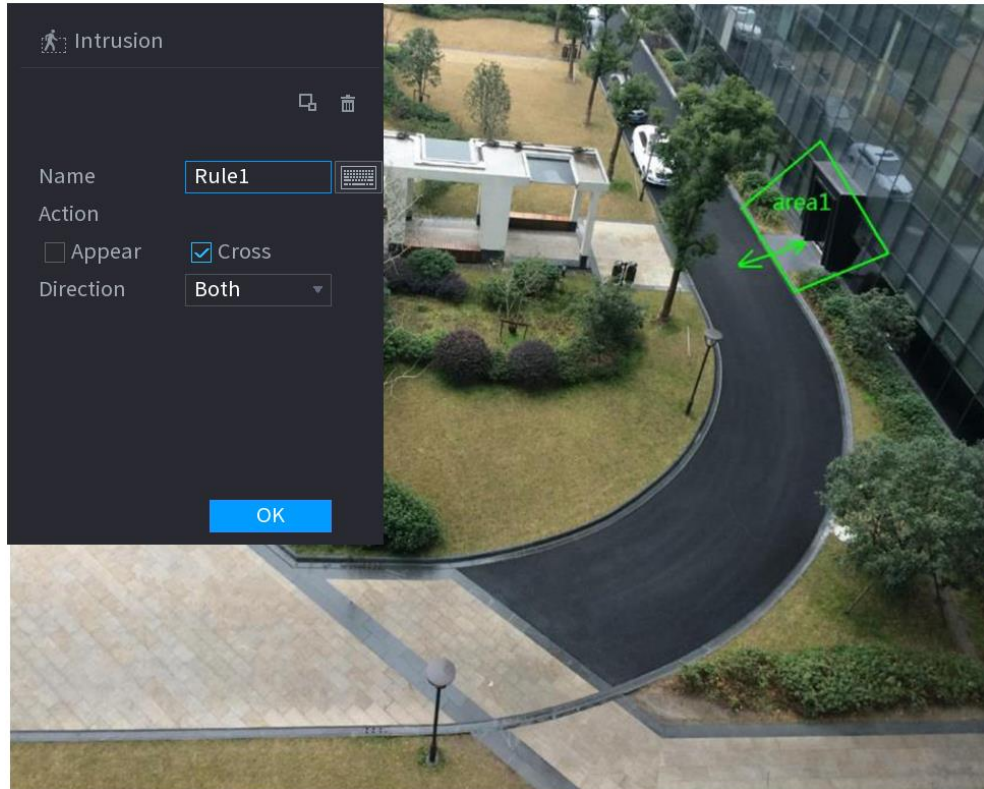 Intrusion
Name Rule1
Action
Appear Cross
Direction Both
OK
area1